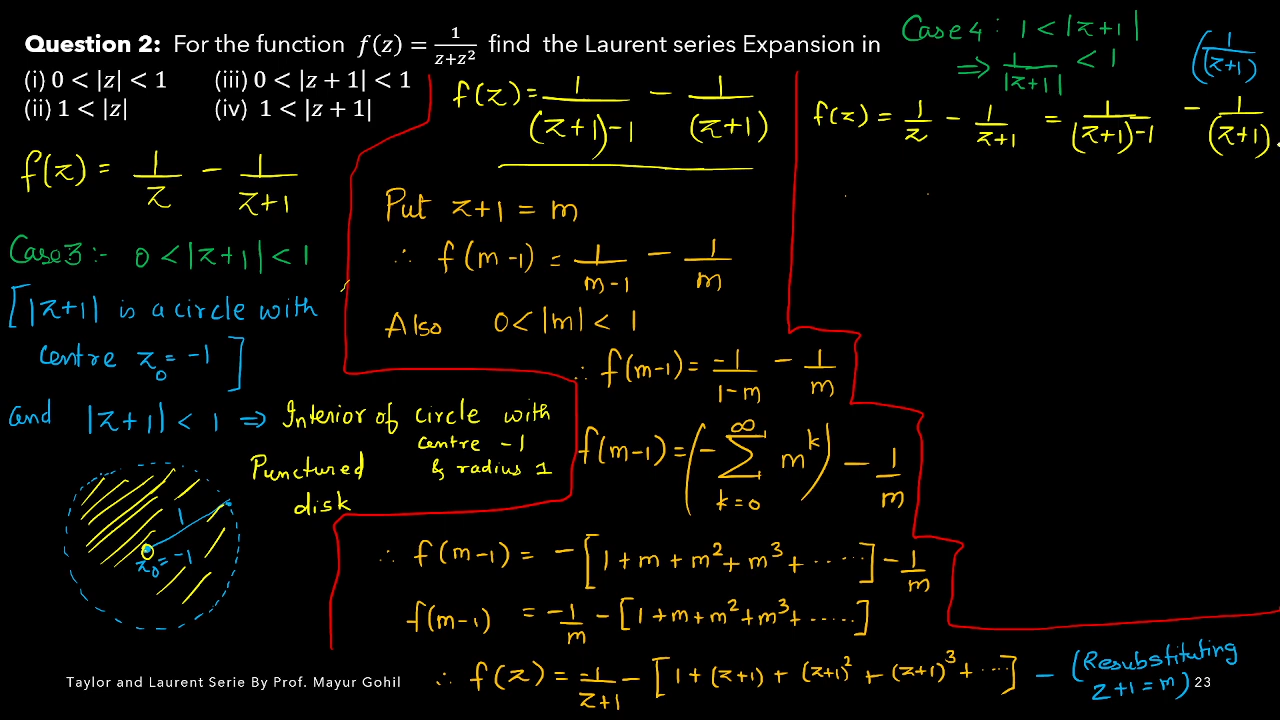 Question 2: For the function f(z) = 1/(z+z²) find the Laurent series Expansion in
(i) 0 < |z| < 1 (iii) 0 < |z + 1| < 1
(ii) 1 < |z| (iv) 1 < |z + 1|
f(z) = 1/z - 1/(z+1)
Case 3 :- 0 < |z+1| < 1
[|z+1| is a circle with
centre z₀ = -1]
and |z+1| < 1 ⇒ Interior of circle with
centre -1
& radius 1
Punctured
disk
1
z₀ = -1
f(z) = 1/((z+1)-1) - 1/(z+1)
Put z+1 = m
∴ f(m-1) = 1/(m-1) - 1/m
Also 0 < |m| < 1
∴ f(m-1) = -1/(1-m) - 1/m
f(m-1) = (-∑_{k=0}^{∞} m^k) - 1/m
∴ f(m-1) = -[1 + m + m² + m³ + ......] - 1/m
f(m-1) = -1/m - [1 + m + m² + m³ + ......]
∴ f(z) = -1/(z+1) - [1 + (z+1) + (z+1)² + (z+1)³ + ....] - (Resubstituting
z+1 = m)
Case 4 : 1 < |z+1|
⇒ 1/|z+1| < 1
(1/(z+1)
f(z) = 1/z - 1/(z+1) = 1/((z+1)-1) - 1/(z+1).
Taylor and Laurent Serie By Prof. Mayur Gohil
23